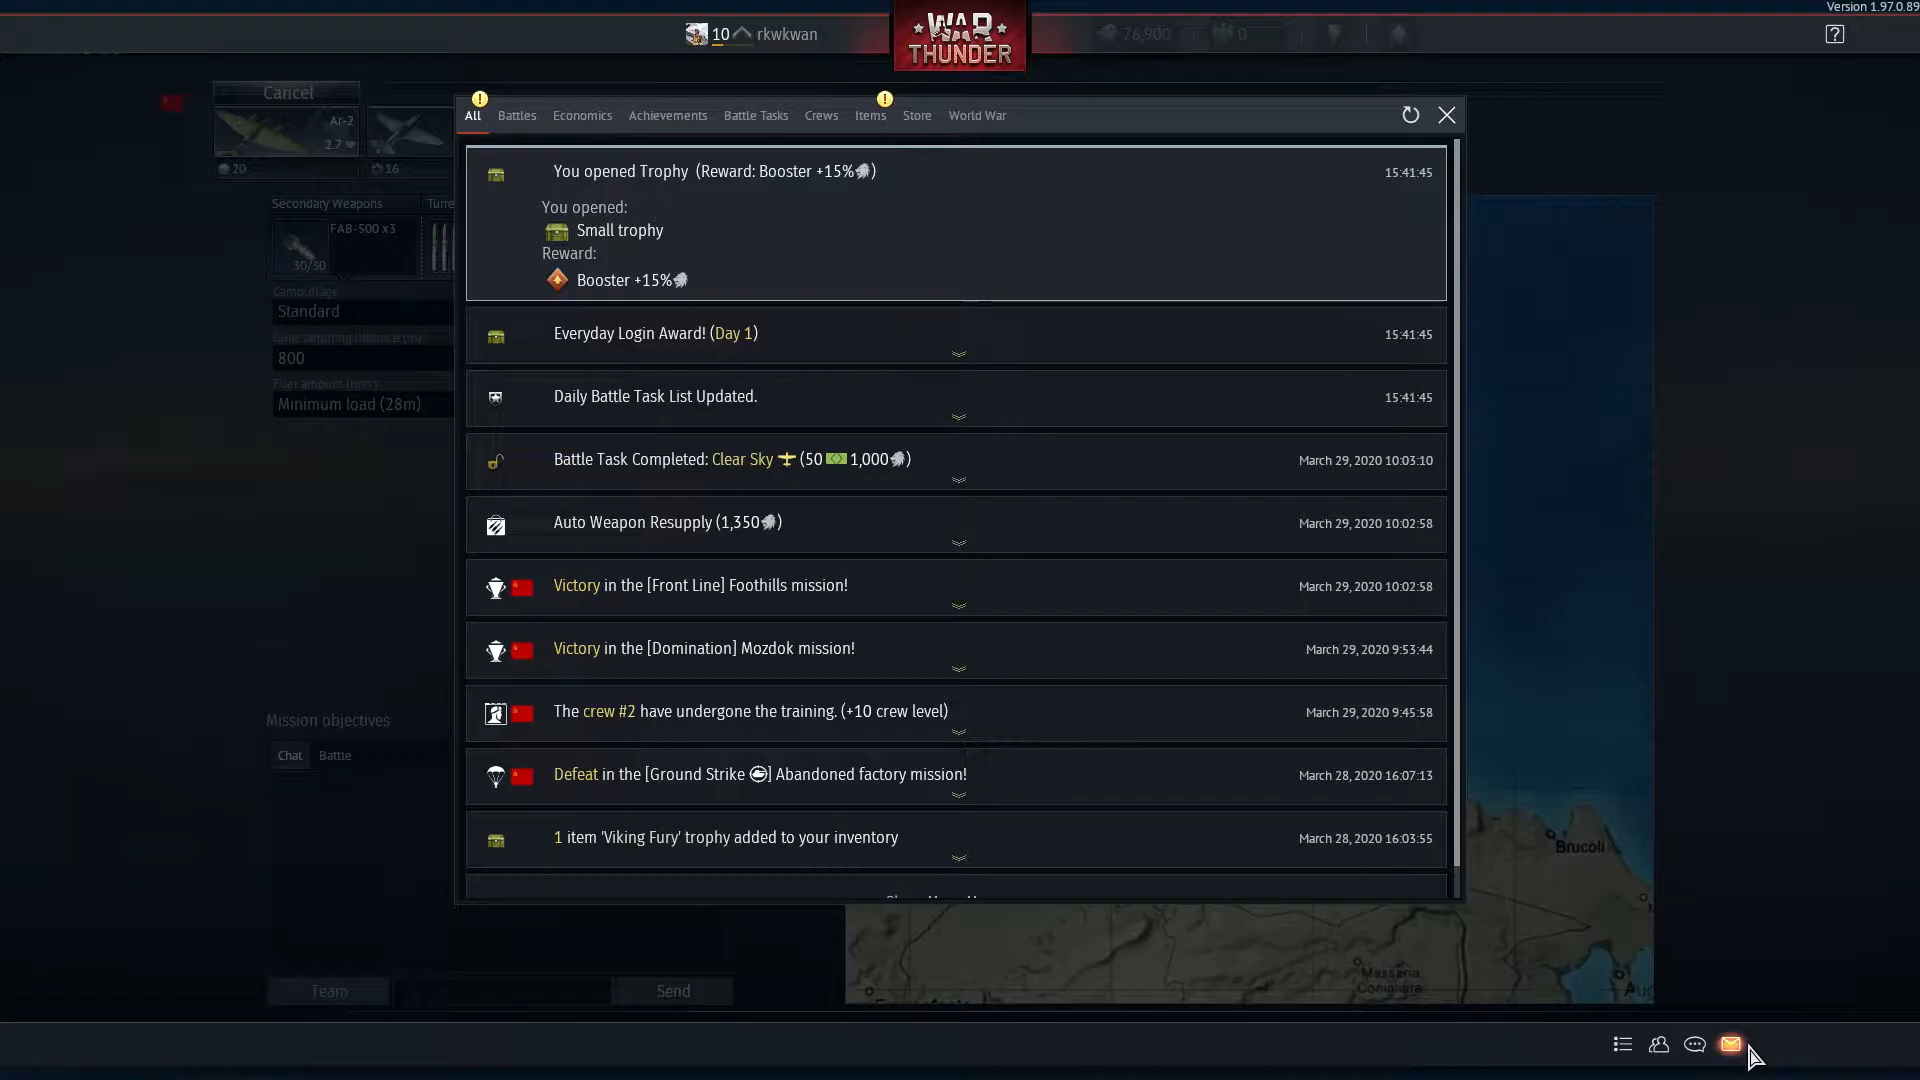 Version 1.97.0.89
10 rkwkwan
WAR THUNDER
76,900 0
?
Cancel
Ar-2
2.7
20
16
All Battles Economics Achievements Battle Tasks Crews Items Store World War
You opened Trophy (Reward: Booster +15%) 15:41:45
You opened:
Small trophy
Reward:
Booster +15%
Everyday Login Award! (Day 1) 15:41:45
Daily Battle Task List Updated. 15:41:45
Battle Task Completed: Clear Sky (50 1,000) March 29, 2020 10:03:10
Auto Weapon Resupply (1,350) March 29, 2020 10:02:58
Victory in the [Front Line] Foothills mission! March 29, 2020 10:02:58
Victory in the [Domination] Mozdok mission! March 29, 2020 9:53:44
The crew #2 have undergone the training. (+10 crew level) March 29, 2020 9:45:58
Defeat in the [Ground Strike] Abandoned factory mission! March 28, 2020 16:07:13
1 item 'Viking Fury' trophy added to your inventory March 28, 2020 16:03:55
Secondary Weapons Turre
FAB-500 x3
30/30
Camouflage
Standard
800
Fuel amount (min.)
Minimum load (28m)
Mission objectives
Chat Battle
Team Send
Brucoli
Messena